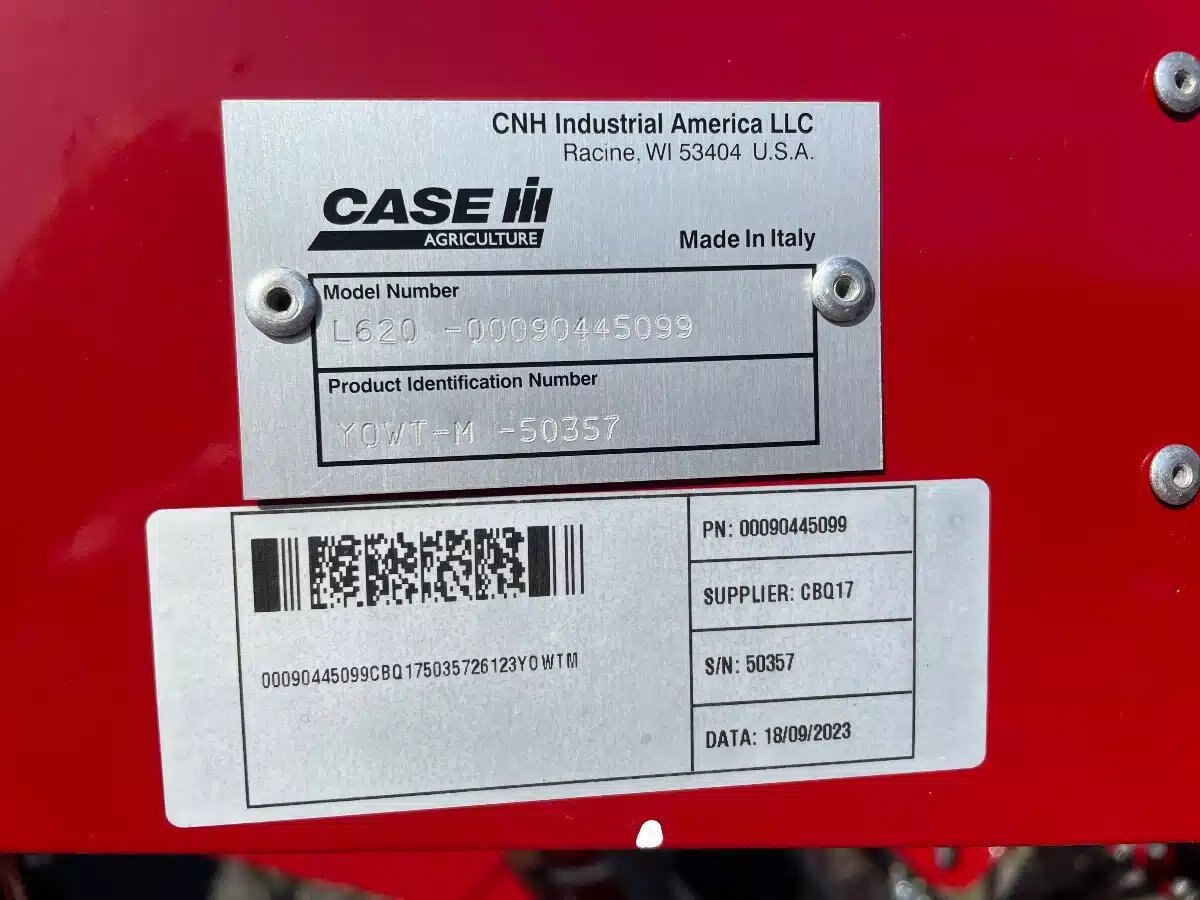 CNH Industrial America LLC
Racine, WI 53404 U.S.A.
CASE IH
AGRICULTURE
Made In Italy
Model Number
L620 -00090445099
Product Identification Number
YOWT-M -50357
PN: 00090445099
SUPPLIER: CBQ17
S/N: 50357
DATA: 18/09/2023
00090445099CBQ175035726123YOWTM